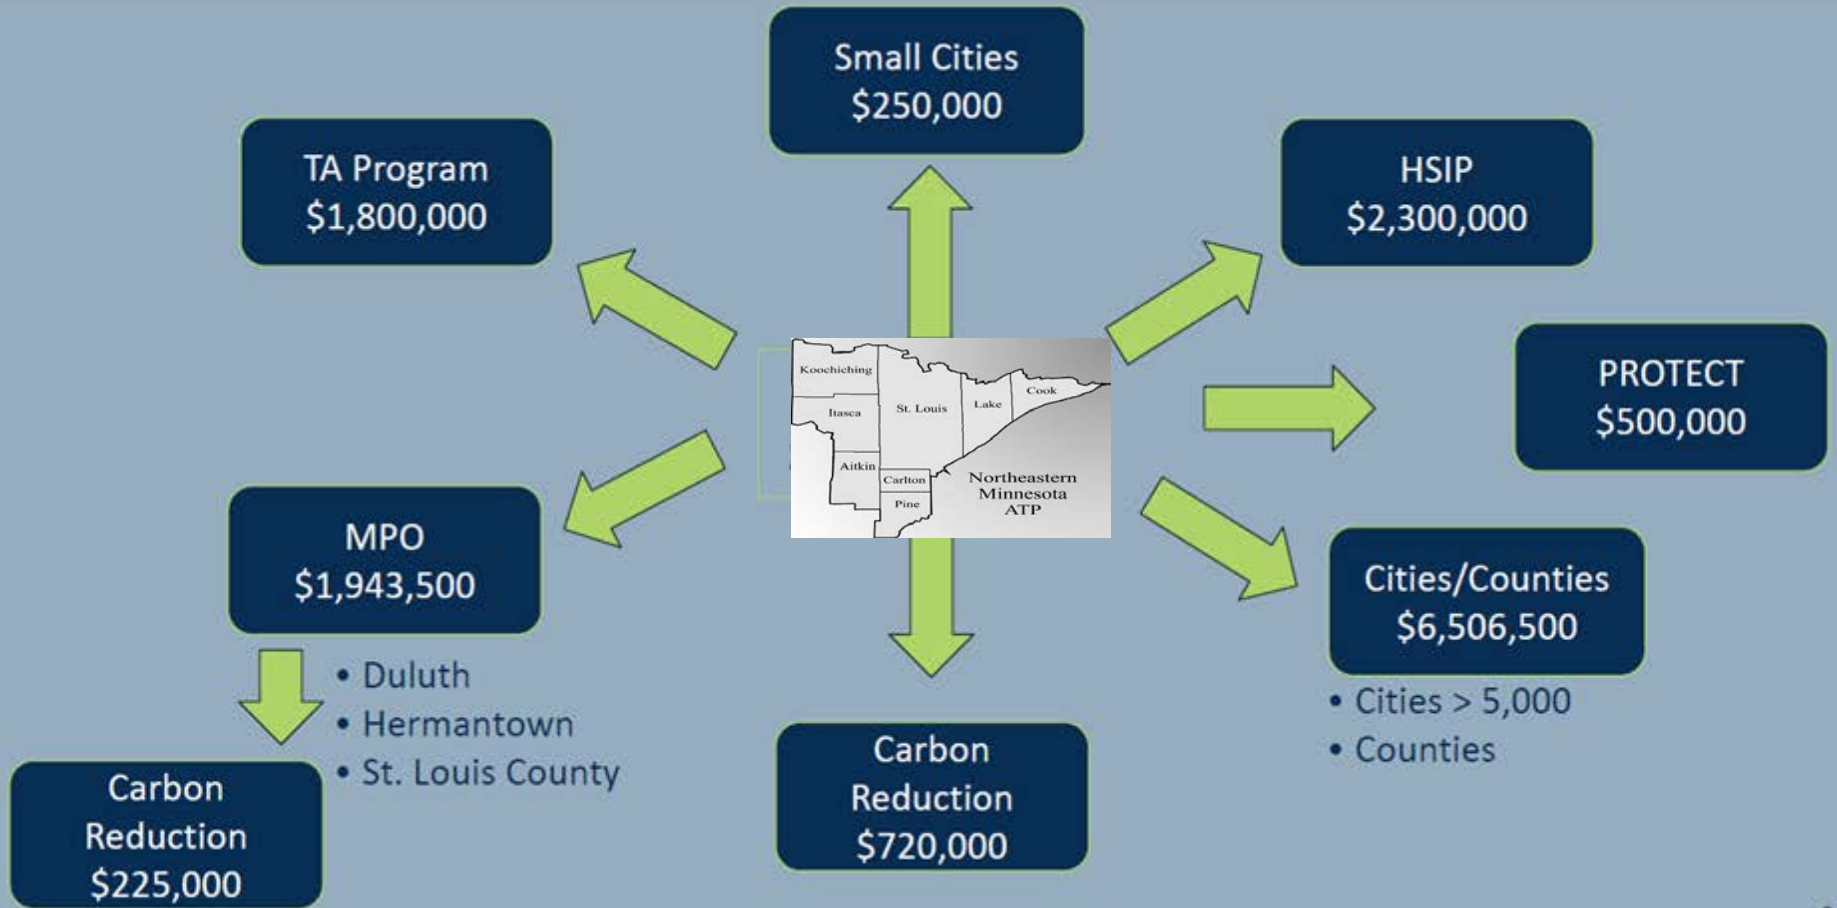 Small Cities
$250,000
TA Program
$1,800,000
HSIP
$2,300,000
PROTECT
$500,000
Koochiching
Itasca
St. Louis
Lake
Cook
Aitkin
Carlton
Pine
Northeastern
Minnesota
ATP
MPO
$1,943,500
• Duluth
• Hermantown
• St. Louis County
Carbon
Reduction
$225,000
Carbon
Reduction
$720,000
Cities/Counties
$6,506,500
• Cities > 5,000
• Counties